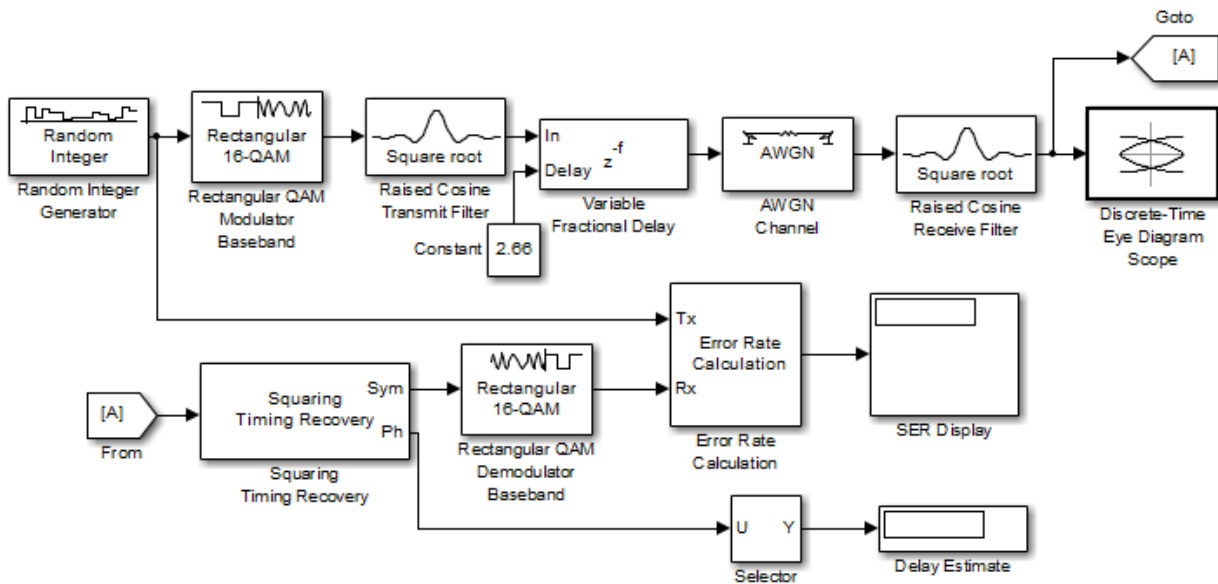 Goto
[A]
Random
Integer
Random Integer
Generator
Rectangular
16-QAM
Rectangular QAM
Modulator
Baseband
Square root
Raised Cosine
Transmit Filter
Constant
2.66
In
Delay
z-f
Variable
Fractional Delay
AWGN
AWGN
Channel
Square root
Raised Cosine
Receive Filter
Discrete-Time
Eye Diagram
Scope
Tx
Rx
Error Rate
Calculation
Error Rate
Calculation
SER Display
[A]
From
Squaring
Timing Recovery
Sym
Ph
Squaring
Timing Recovery
Rectangular
16-QAM
Rectangular QAM
Demodulator
Baseband
U Y
Selector
Delay Estimate